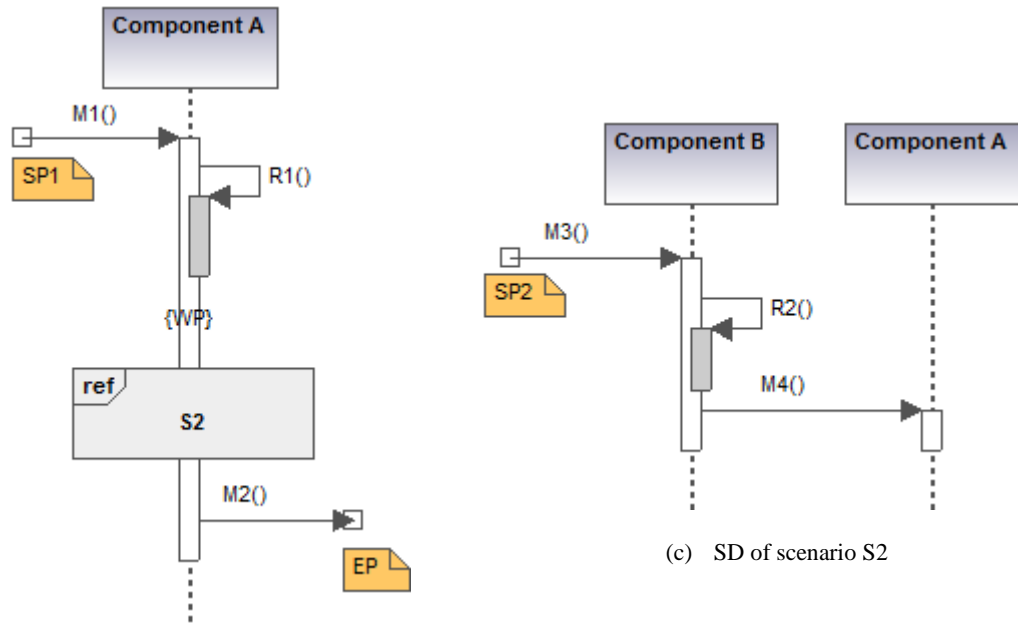 Component A
M1()
SP1
R1()
{WP}
ref
S2
M2()
EP
Component B
Component A
M3()
SP2
R2()
M4()
(c) SD of scenario S2